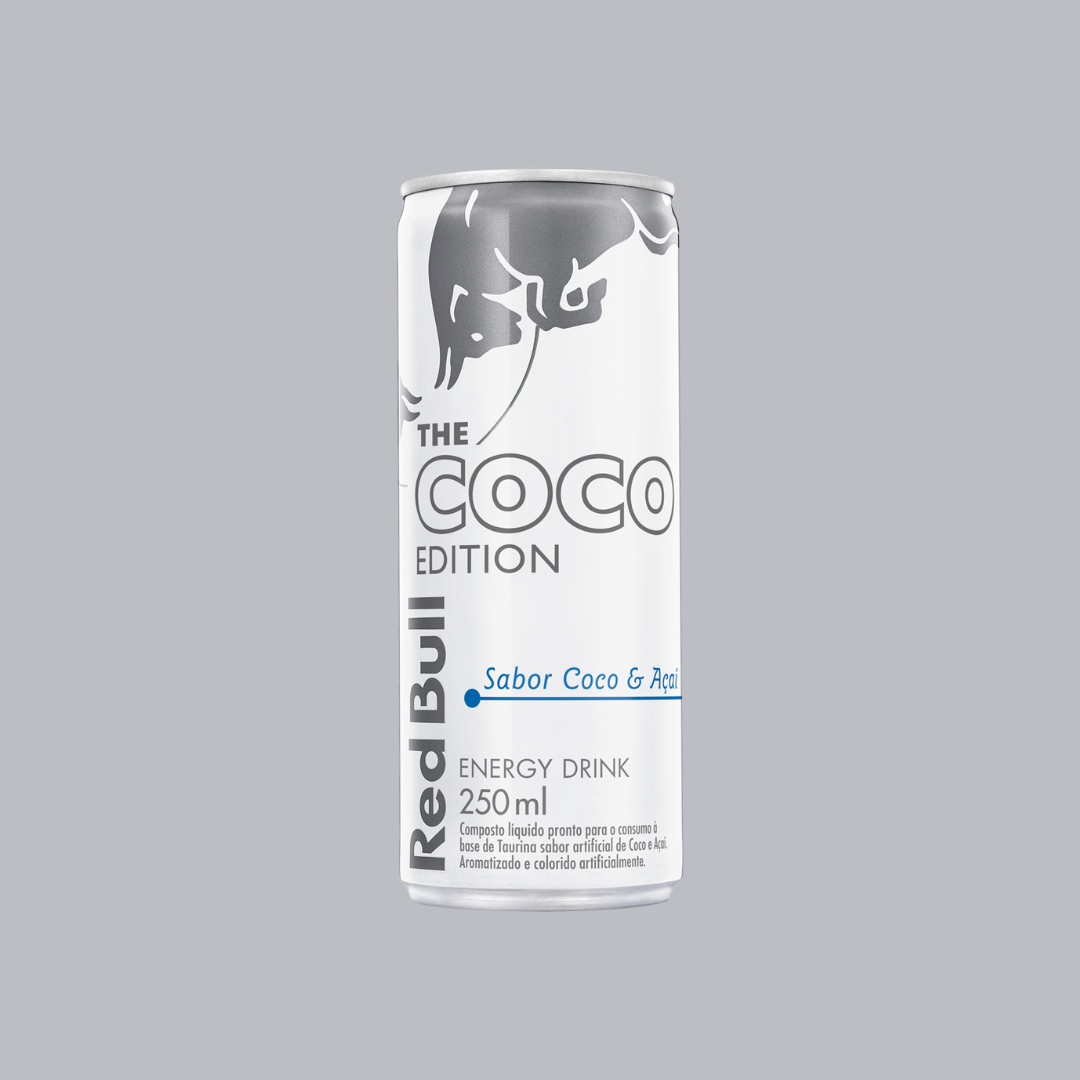 THE
COCO
EDITION
Red Bull
Sabor Coco & Açaí
ENERGY DRINK
250 ml
Composto líquido pronto para o consumo à
base de Taurina sabor artificial de Coco e Açaí.
Aromatizado e colorido artificialmente.